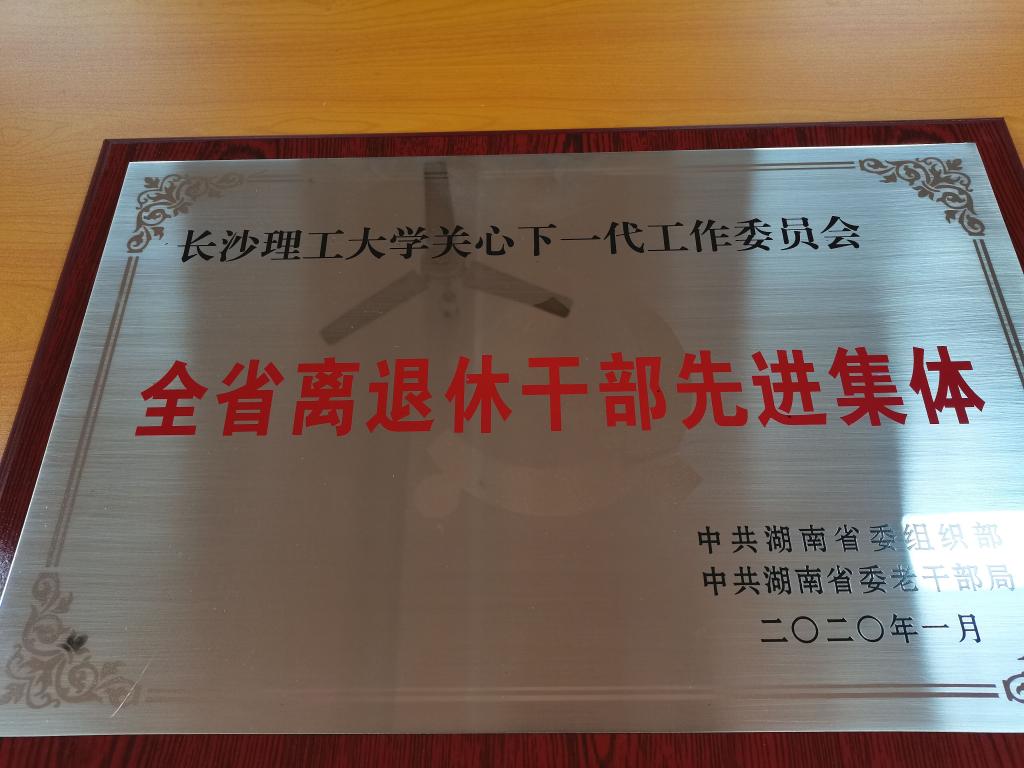 长沙理工大学关心下一代工作委员会
全省离退休干部先进集体
中共湖南省委组织部
中共湖南省委老干部局
二〇二〇年一月